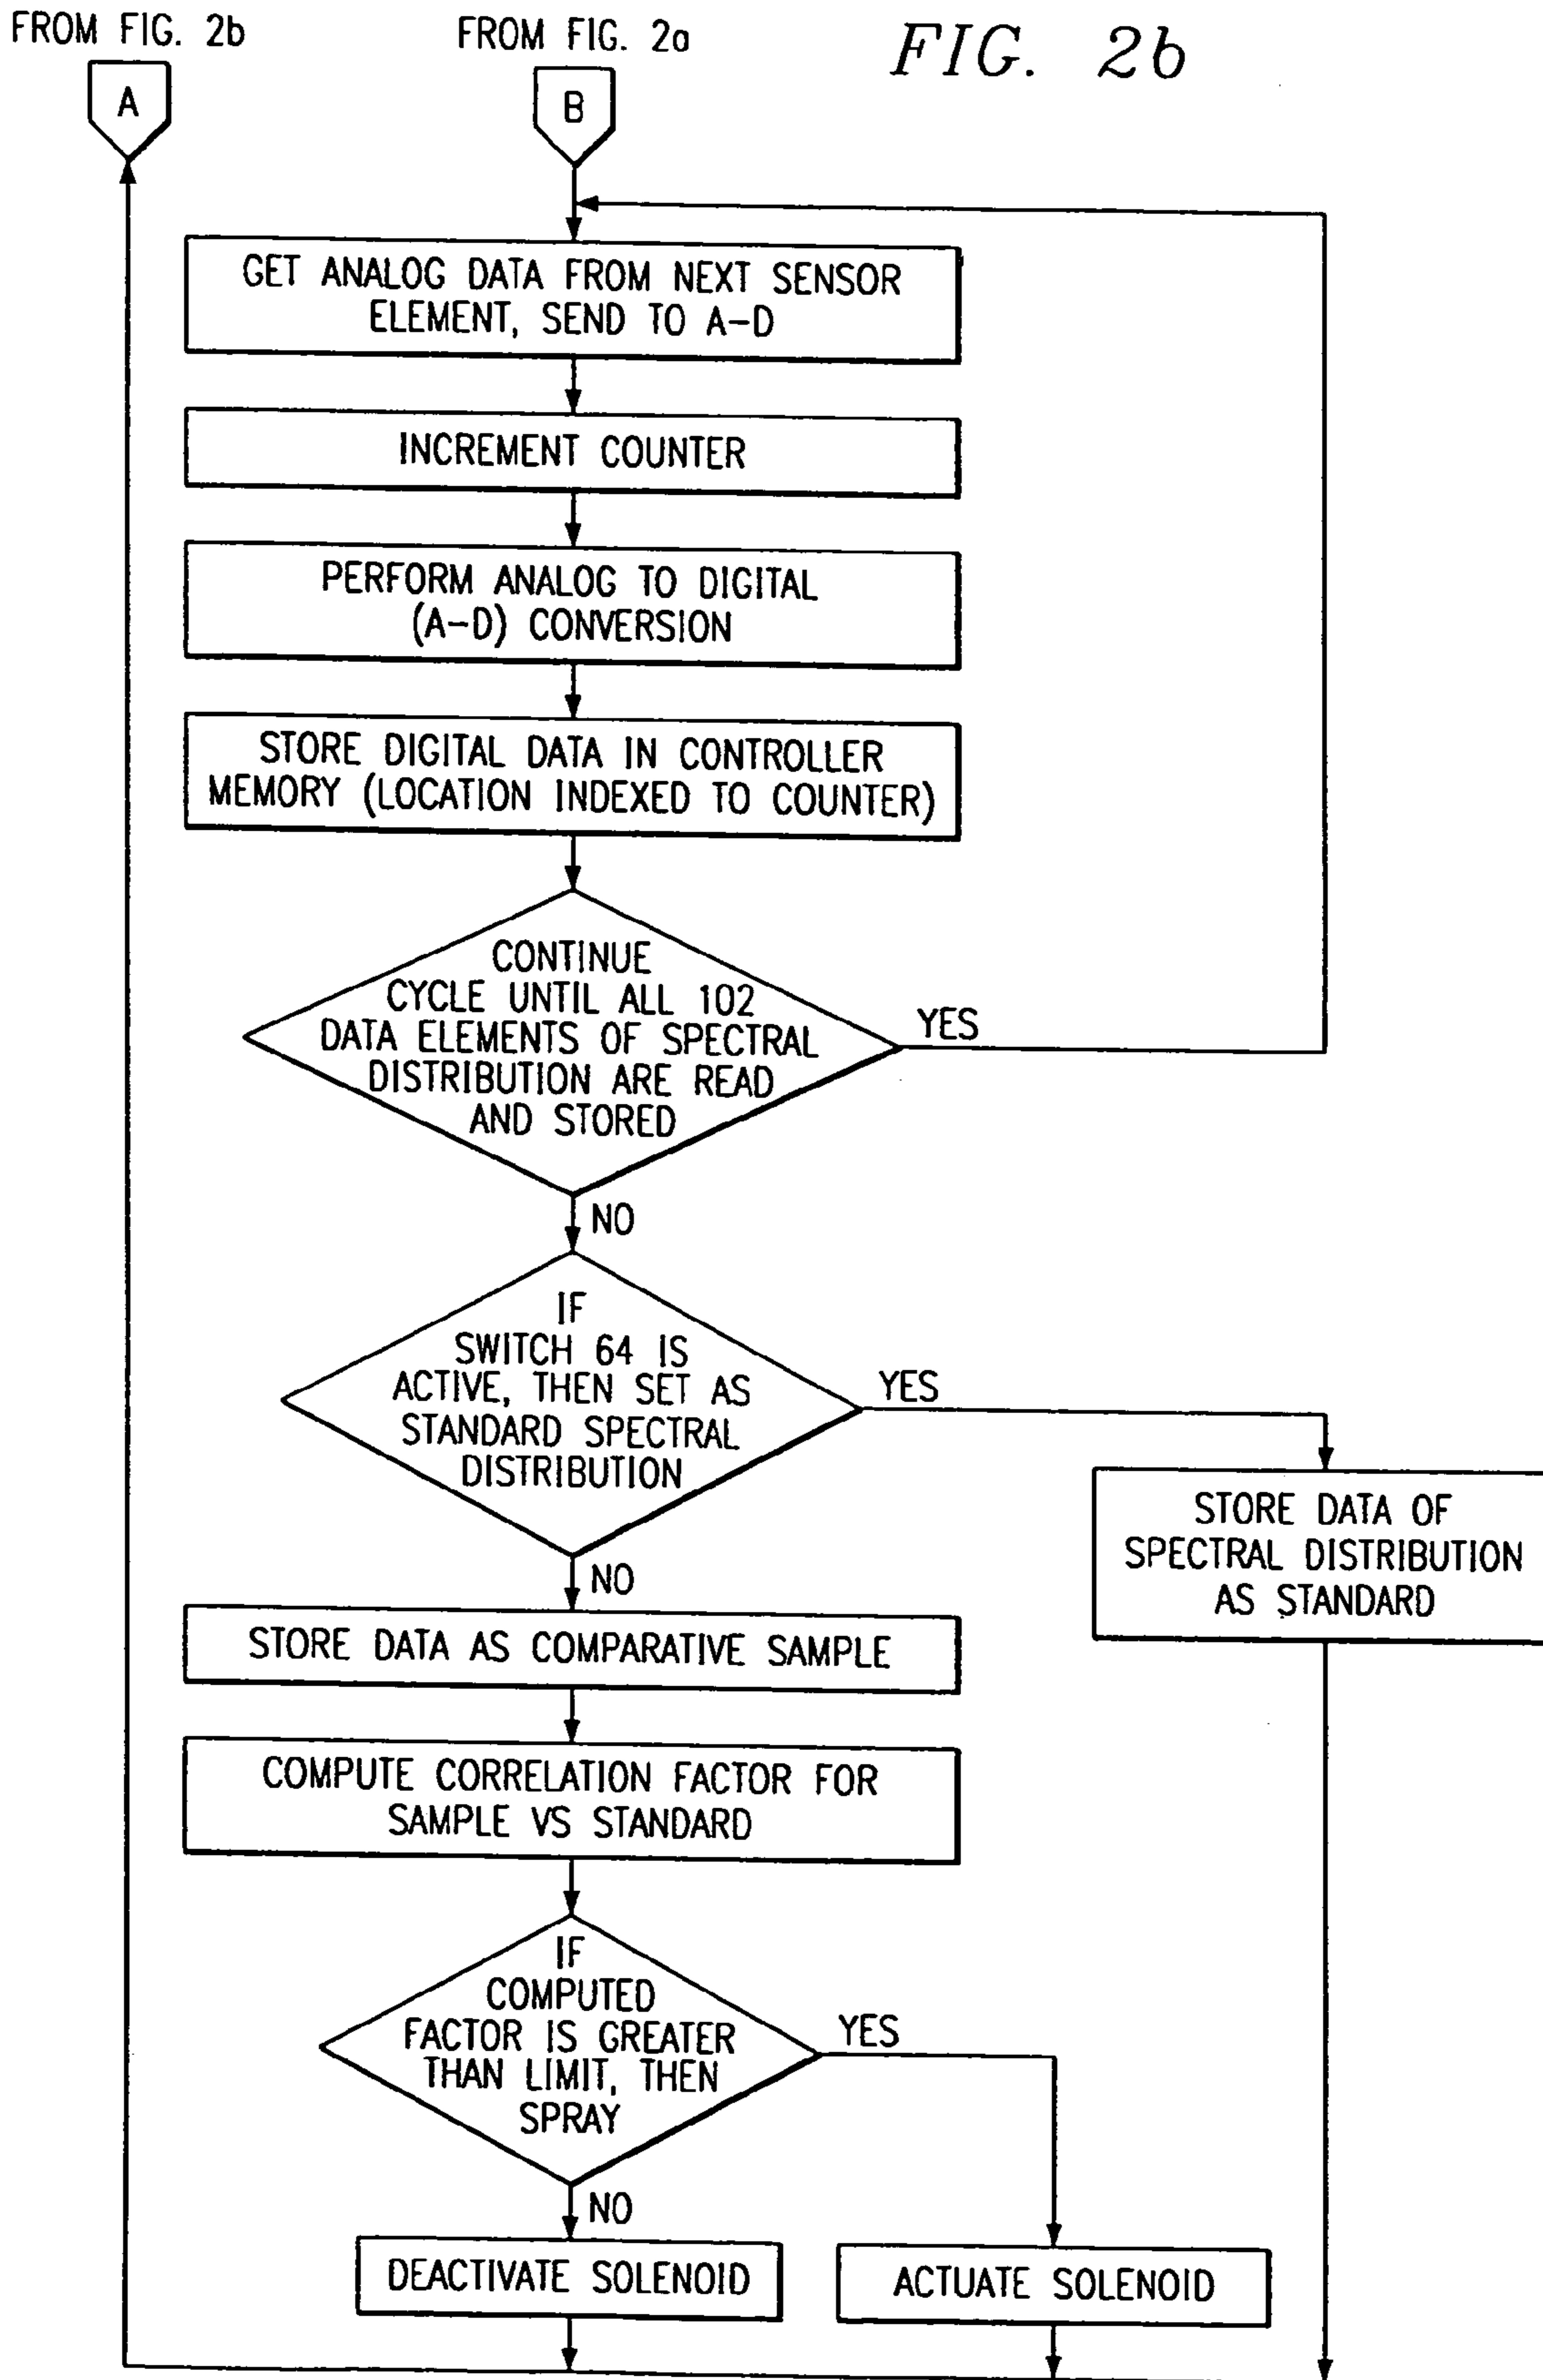 FROM FIG. 2b
FROM FIG. 2a
FIG. 2b
A
B
GET ANALOG DATA FROM NEXT SENSOR
ELEMENT, SEND TO A-D
INCREMENT COUNTER
PERFORM ANALOG TO DIGITAL
(A-D) CONVERSION
STORE DIGITAL DATA IN CONTROLLER
MEMORY (LOCATION INDEXED TO COUNTER)
CONTINUE
CYCLE UNTIL ALL 102
DATA ELEMENTS OF SPECTRAL
DISTRIBUTION ARE READ
AND STORED
YES
NO
IF
SWITCH 64 IS
ACTIVE, THEN SET AS
STANDARD SPECTRAL
DISTRIBUTION
YES
STORE DATA OF
SPECTRAL DISTRIBUTION
AS STANDARD
NO
STORE DATA AS COMPARATIVE SAMPLE
COMPUTE CORRELATION FACTOR FOR
SAMPLE VS STANDARD
IF
COMPUTED
FACTOR IS GREATER
THAN LIMIT, THEN
SPRAY
YES
NO
DEACTIVATE SOLENOID
ACTUATE SOLENOID